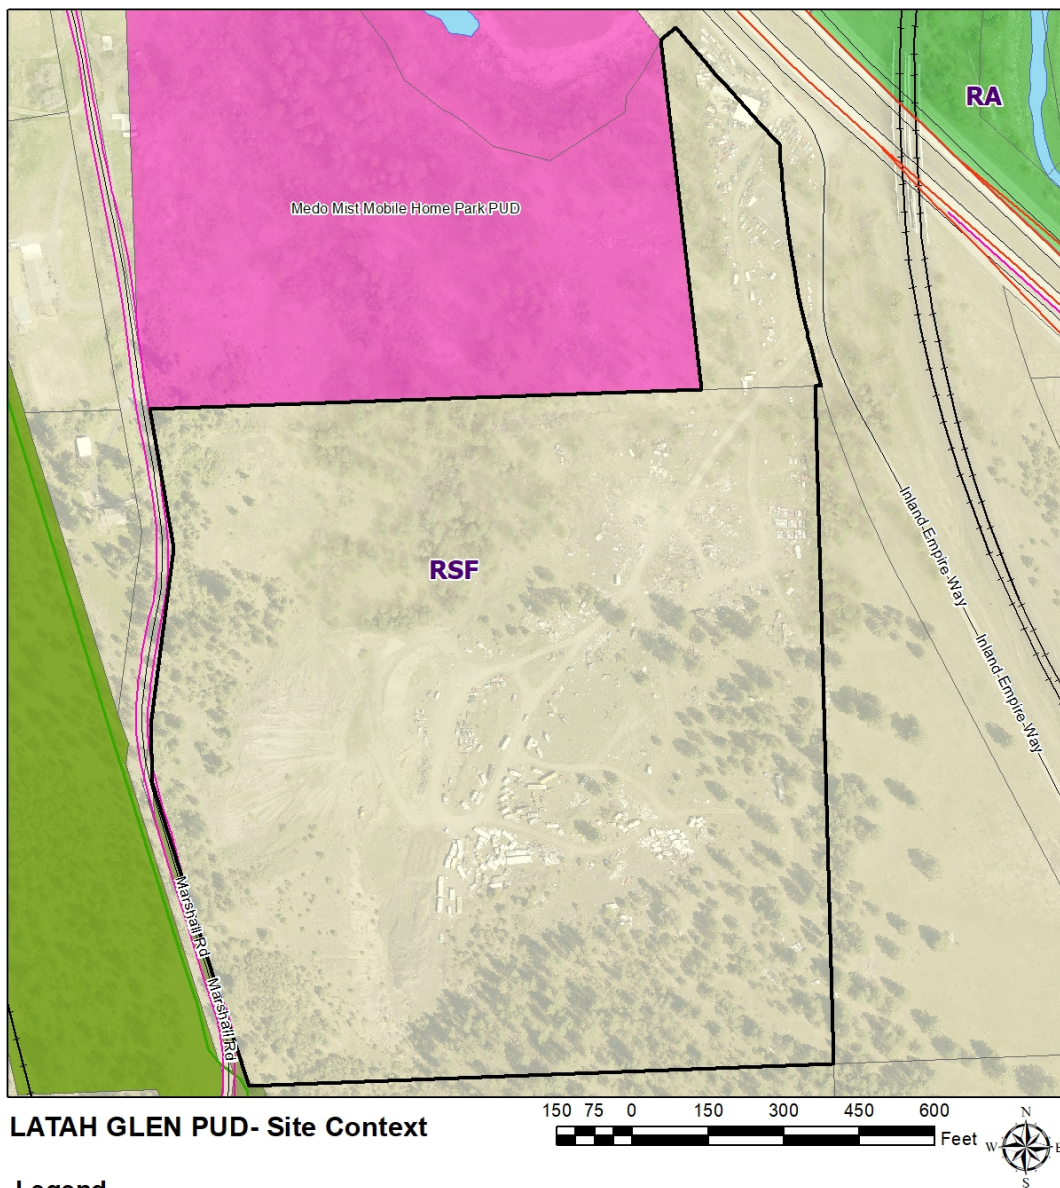 RA
Medo Mist Mobile Home Park PUD
Inland-Empire-Way
RSF
Inland-Empire-Way
Marshall Rd
Marshall Rd
LATAH GLEN PUD- Site Context
150 75 0 150 300 450 600
Feet
N
W E
S
Legend